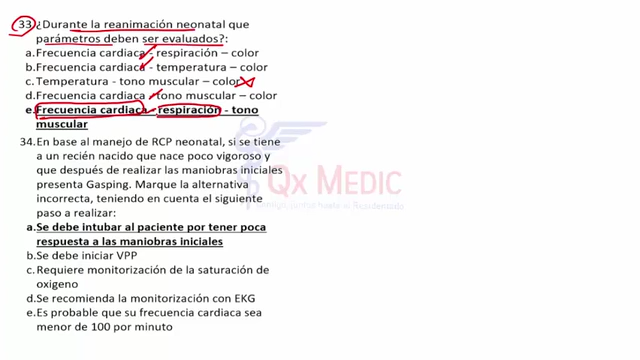 33. ¿Durante la reanimación neonatal que
parámetros deben ser evaluados?:
a. Frecuencia cardiaca - respiración – color
b. Frecuencia cardiaca - temperatura – color
c. Temperatura - tono muscular – color
d. Frecuencia cardiaca - tono muscular – color
e. Frecuencia cardiaca - respiración - tono
muscular
34. En base al manejo de RCP neonatal, si se tiene
a un recién nacido que nace poco vigoroso y
que después de realizar las maniobras iniciales
presenta Gasping. Marque la alternativa
incorrecta, teniendo en cuenta el siguiente
paso a realizar:
a. Se debe intubar al paciente por tener poca
respuesta a las maniobras iniciales
b. Se debe iniciar VPP
c. Requiere monitorización de la saturación de
oxigeno
d. Se recomienda la monitorización con EKG
e. Es probable que su frecuencia cardiaca sea
menor de 100 por minuto
Qx MEDIC